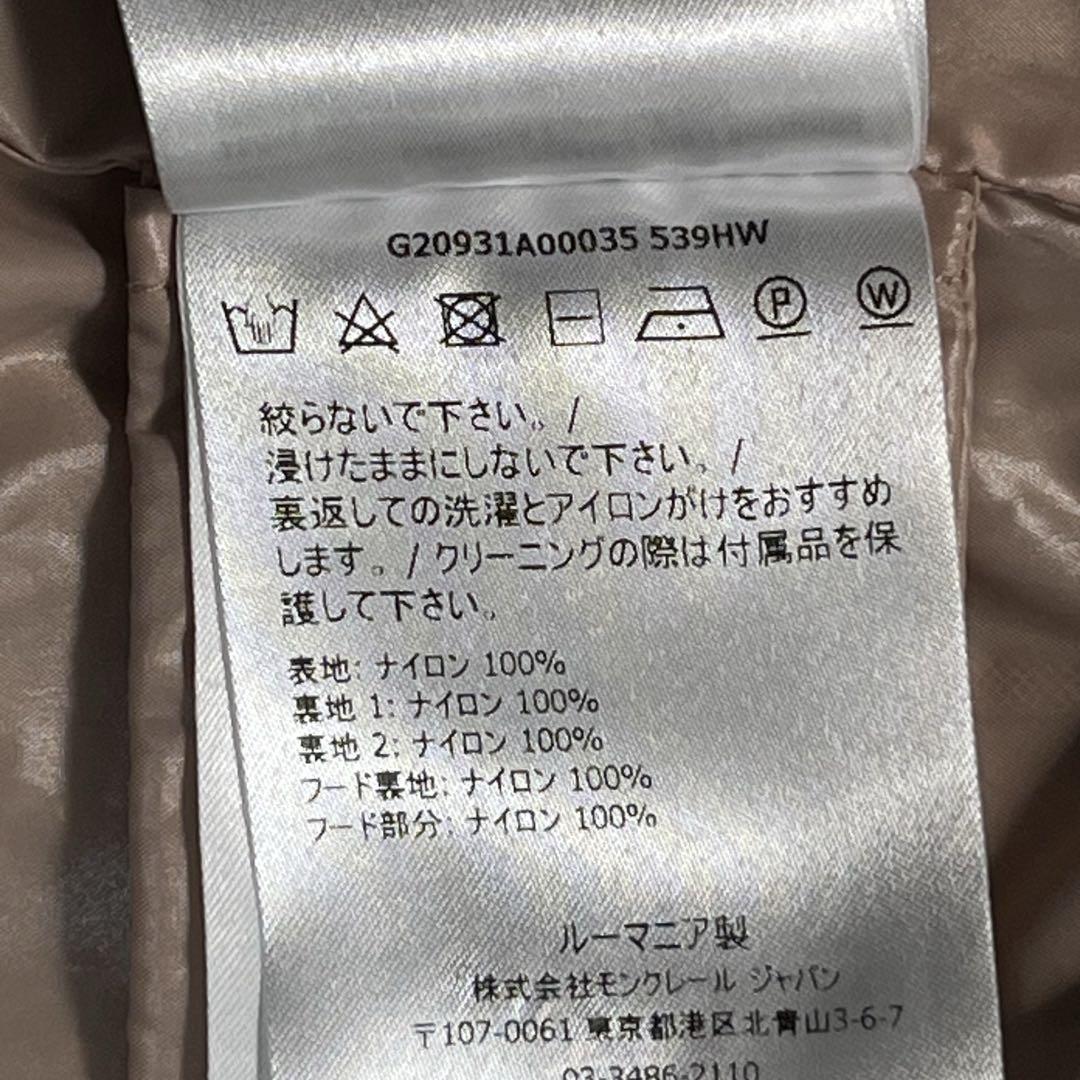 G20931A00035 539HW
P W
絞らないで下さい。/
浸けたままにしないで下さい。/
裏返しての洗濯とアイロンがけをおすすめ
します。/ クリーニングの際は付属品を保
護して下さい。
表地: ナイロン 100%
裏地 1: ナイロン 100%
裏地 2: ナイロン 100%
フード裏地: ナイロン 100%
フード部分: ナイロン 100%
ルーマニア製
株式会社モンクレール ジャパン
〒107-0061 東京都港区北青山3-6-7
03-3486-2110